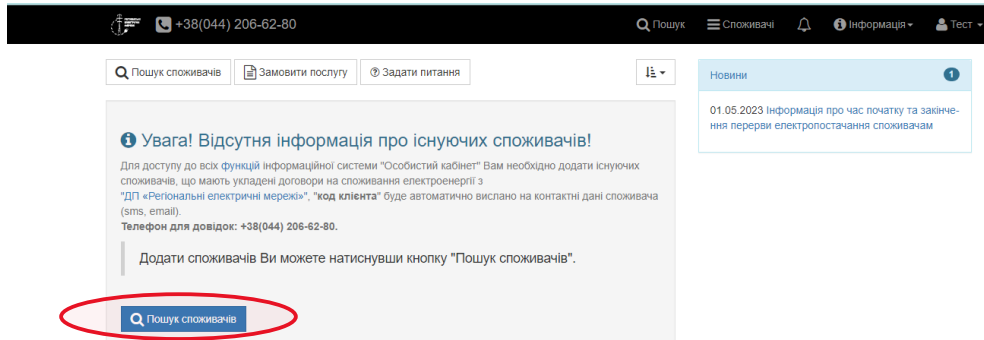 +38(044) 206-62-80
Пошук
Споживачі
Інформація
Тест
Пошук споживачів
Замовити послугу
Задати питання
Новини
1
01.05.2023 Інформація про час початку та закінче-
ння перерви електропостачання споживачам
Увага! Відсутня інформація про існуючих споживачів!
Для доступу до всіх функцій інформаційної системи "Особистий кабінет" Вам необхідно додати існуючих
споживачів, що мають укладені договори на споживання електроенергії з
"ДП «Регіональні електричні мережі»", "код клієнта" буде автоматично вислано на контактні дані споживача
(sms, email).
Телефон для довідок: +38(044) 206-62-80.
Додати споживачів Ви можете натиснувши кнопку "Пошук споживачів".
Пошук споживачів